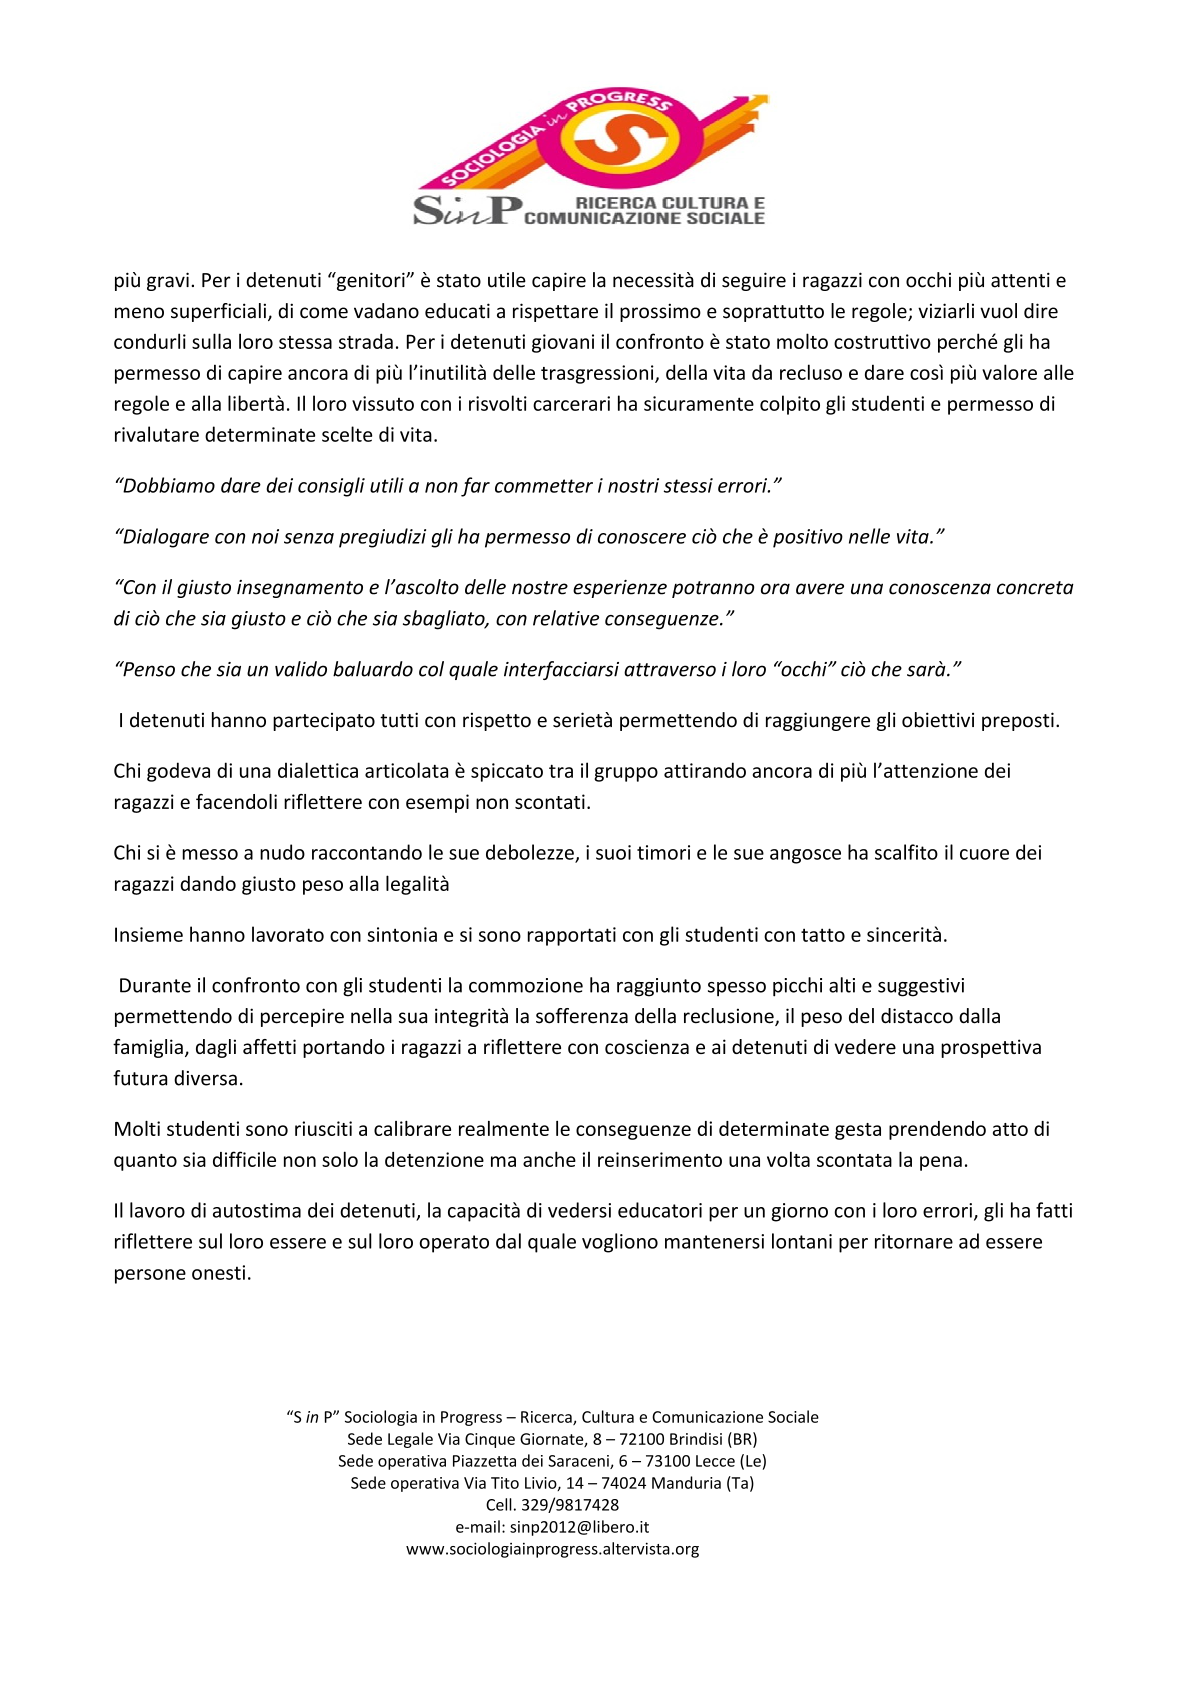 SOCIOLOGIA in PROGRESS
S
SinP RICERCA CULTURA E
COMUNICAZIONE SOCIALE
più gravi. Per i detenuti “genitori” è stato utile capire la necessità di seguire i ragazzi con occhi più attenti e
meno superficiali, di come vadano educati a rispettare il prossimo e soprattutto le regole; viziarli vuol dire
condurli sulla loro stessa strada. Per i detenuti giovani il confronto è stato molto costruttivo perché gli ha
permesso di capire ancora di più l’inutilità delle trasgressioni, della vita da recluso e dare così più valore alle
regole e alla libertà. Il loro vissuto con i risvolti carcerari ha sicuramente colpito gli studenti e permesso di
rivalutare determinate scelte di vita.
“Dobbiamo dare dei consigli utili a non far commetter i nostri stessi errori.”
“Dialogare con noi senza pregiudizi gli ha permesso di conoscere ciò che è positivo nelle vita.”
“Con il giusto insegnamento e l’ascolto delle nostre esperienze potranno ora avere una conoscenza concreta
di ciò che sia giusto e ciò che sia sbagliato, con relative conseguenze.”
“Penso che sia un valido baluardo col quale interfacciarsi attraverso i loro “occhi” ciò che sarà.”
I detenuti hanno partecipato tutti con rispetto e serietà permettendo di raggiungere gli obiettivi preposti.
Chi godeva di una dialettica articolata è spiccato tra il gruppo attirando ancora di più l’attenzione dei
ragazzi e facendoli riflettere con esempi non scontati.
Chi si è messo a nudo raccontando le sue debolezze, i suoi timori e le sue angosce ha scalfito il cuore dei
ragazzi dando giusto peso alla legalità
Insieme hanno lavorato con sintonia e si sono rapportati con gli studenti con tatto e sincerità.
Durante il confronto con gli studenti la commozione ha raggiunto spesso picchi alti e suggestivi
permettendo di percepire nella sua integrità la sofferenza della reclusione, il peso del distacco dalla
famiglia, dagli affetti portando i ragazzi a riflettere con coscienza e ai detenuti di vedere una prospettiva
futura diversa.
Molti studenti sono riusciti a calibrare realmente le conseguenze di determinate gesta prendendo atto di
quanto sia difficile non solo la detenzione ma anche il reinserimento una volta scontata la pena.
Il lavoro di autostima dei detenuti, la capacità di vedersi educatori per un giorno con i loro errori, gli ha fatti
riflettere sul loro essere e sul loro operato dal quale vogliono mantenersi lontani per ritornare ad essere
persone onesti.
“S in P” Sociologia in Progress – Ricerca, Cultura e Comunicazione Sociale
Sede Legale Via Cinque Giornate, 8 – 72100 Brindisi (BR)
Sede operativa Piazzetta dei Saraceni, 6 – 73100 Lecce (Le)
Sede operativa Via Tito Livio, 14 – 74024 Manduria (Ta)
Cell. 329/9817428
e-mail: sinp2012@libero.it
www.sociologiainprogress.altervista.org